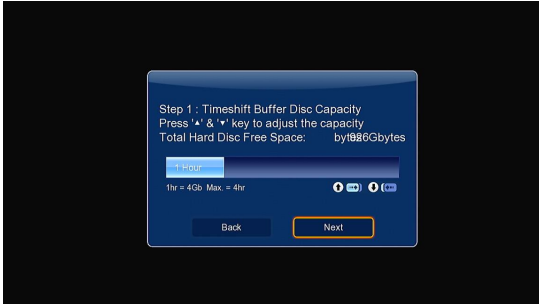 Step 1 : Timeshift Buffer Disc Capacity
Press '▲' & '▼' key to adjust the capacity
Total Hard Disc Free Space: bytes926Gbytes
1 Hour
1hr = 4Gb Max. = 4hr
Back Next